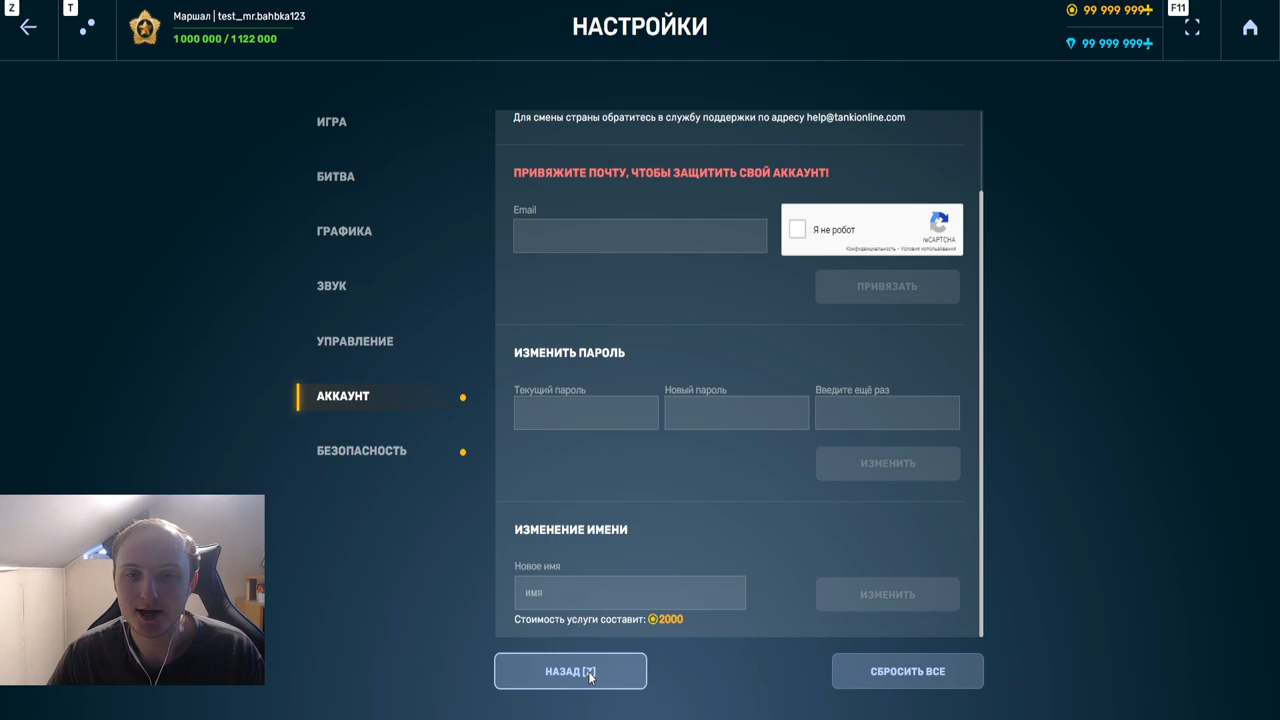 Z
T
Маршал | test_mr.bahbka123
1 000 000 / 1 122 000
НАСТРОЙКИ
99 999 999+
99 999 999+
F11
ИГРА
БИТВА
ГРАФИКА
ЗВУК
УПРАВЛЕНИЕ
АККАУНТ
БЕЗОПАСНОСТЬ
Для смены страны обратитесь в службу поддержки по адресу help@tankionline.com
ПРИВЯЖИТЕ ПОЧТУ, ЧТОБЫ ЗАЩИТИТЬ СВОЙ АККАУНТ!
Email
Я не робот
reCAPTCHA
Конфиденциальность - Условия использования
ПРИВЯЗАТЬ
ИЗМЕНИТЬ ПАРОЛЬ
Текущий пароль Новый пароль Введите ещё раз
ИЗМЕНИТЬ
ИЗМЕНЕНИЕ ИМЕНИ
Новое имя
имя
ИЗМЕНИТЬ
Стоимость услуги составит: 2000
НАЗАД [Z]
СБРОСИТЬ ВСЕ